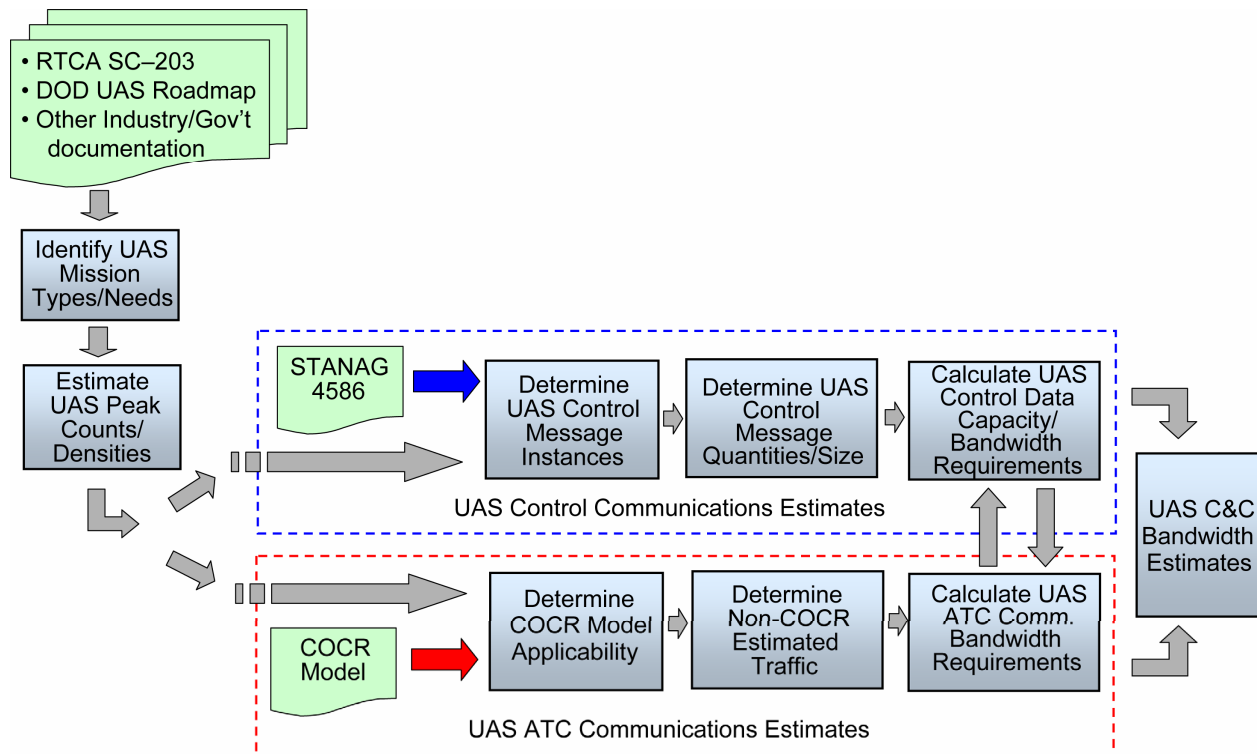 • RTCA SC–203
• DOD UAS Roadmap
• Other Industry/Gov't
documentation
Identify UAS
Mission
Types/Needs
Estimate
UAS Peak
Counts/
Densities
STANAG
4586
Determine
UAS Control
Message
Instances
Determine UAS
Control
Message
Quantities/Size
Calculate UAS
Control Data
Capacity/
Bandwidth
Requirements
UAS Control Communications Estimates
UAS C&C
Bandwidth
Estimates
COCR
Model
Determine
COCR Model
Applicability
Determine
Non-COCR
Estimated
Traffic
Calculate UAS
ATC Comm.
Bandwidth
Requirements
UAS ATC Communications Estimates